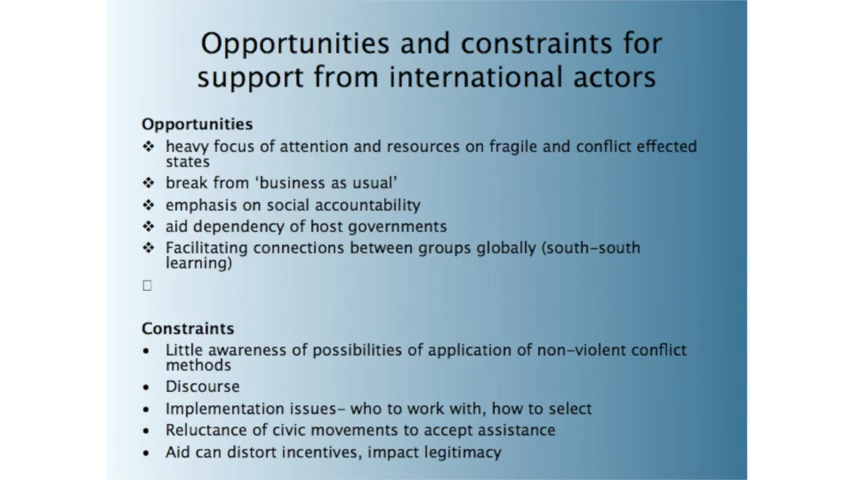 Opportunities and constraints for
support from international actors
Opportunities
❖ heavy focus of attention and resources on fragile and conflict effected
states
❖ break from ‘business as usual’
❖ emphasis on social accountability
❖ aid dependency of host governments
❖ Facilitating connections between groups globally (south-south
learning)
Constraints
• Little awareness of possibilities of application of non-violent conflict
methods
• Discourse
• Implementation issues- who to work with, how to select
• Reluctance of civic movements to accept assistance
• Aid can distort incentives, impact legitimacy